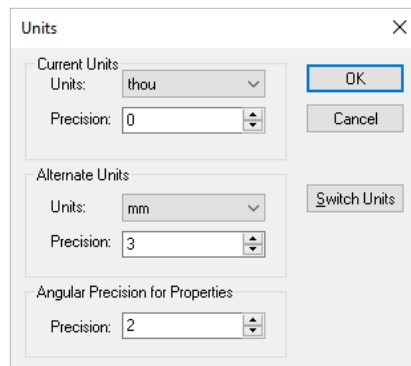 Units
Current Units
Units: thou
Precision: 0
OK
Cancel
Alternate Units
Units: mm
Precision: 3
Switch Units
Angular Precision for Properties
Precision: 2